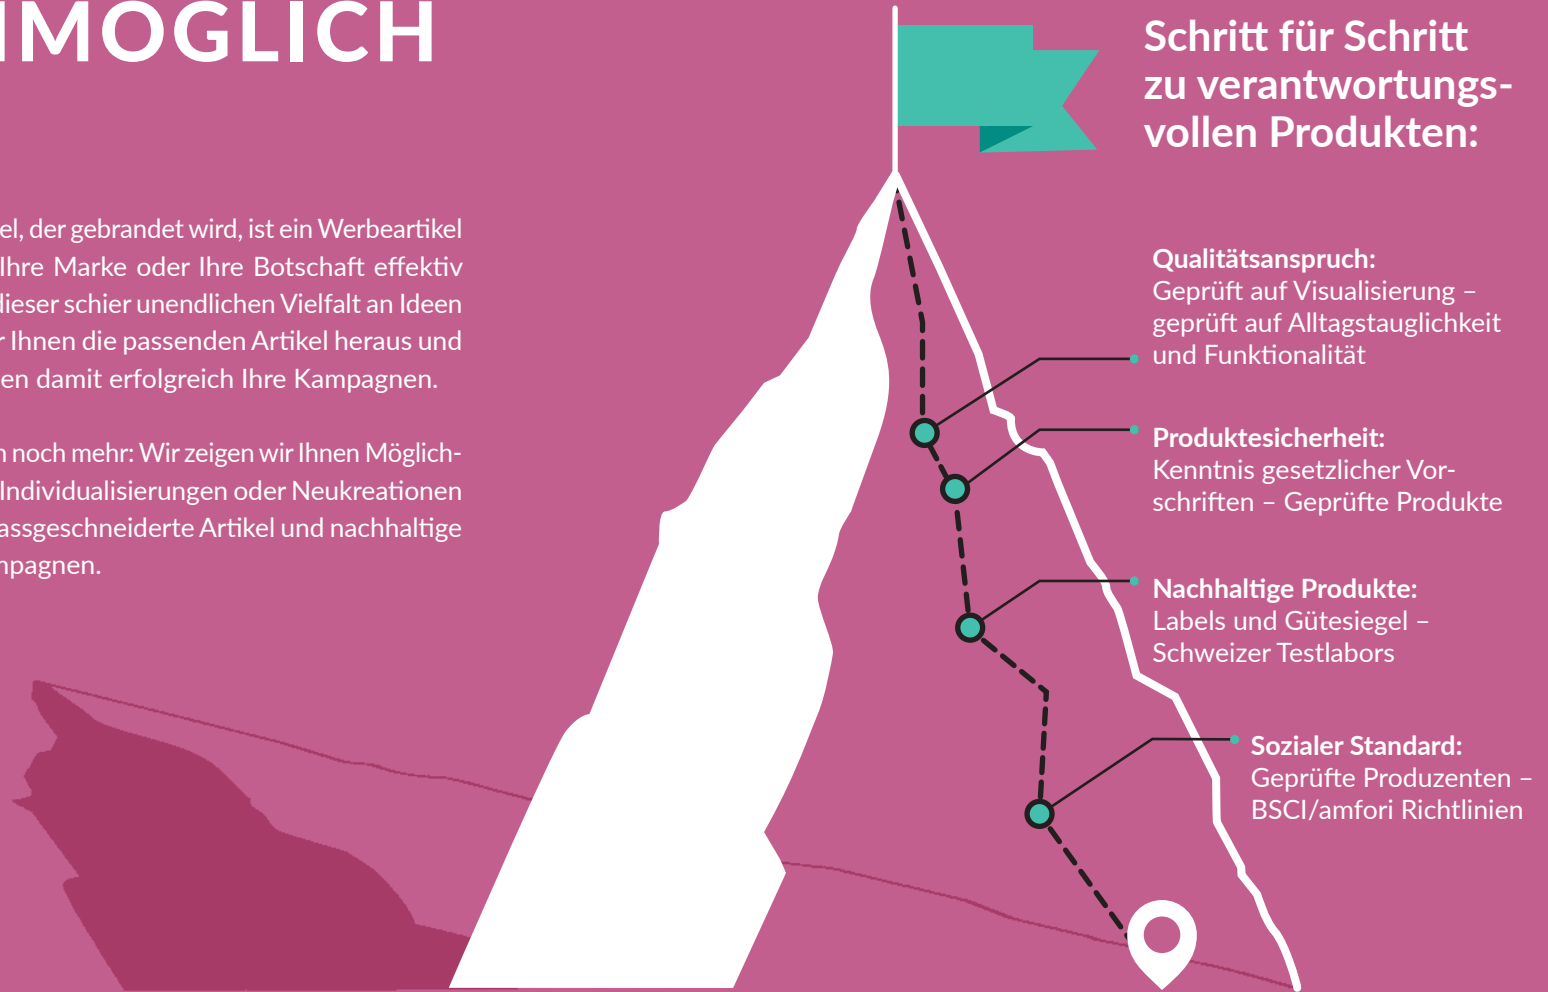 MÖGLICH
der gebrandet wird, ist ein Werbeartikel
Ihre Marke oder Ihre Botschaft effektiv
dieser schier unendlichen Vielfalt an Ideen
Ihnen die passenden Artikel heraus und
damit erfolgreich Ihre Kampagnen.
noch mehr: Wir zeigen wir Ihnen Möglich-
Individualisierungen oder Neukreationen
assgeschneiderte Artikel und nachhaltige
mpagnen.
Schritt für Schritt
zu verantwortungs-
vollen Produkten:
Qualitätsanspruch:
Geprüft auf Visualisierung –
geprüft auf Alltagstauglichkeit
und Funktionalität
Produktesicherheit:
Kenntnis gesetzlicher Vor-
schriften – Geprüfte Produkte
Nachhaltige Produkte:
Labels und Gütesiegel –
Schweizer Testlabors
Sozialer Standard:
Geprüfte Produzenten –
BSCI/amfori Richtlinien